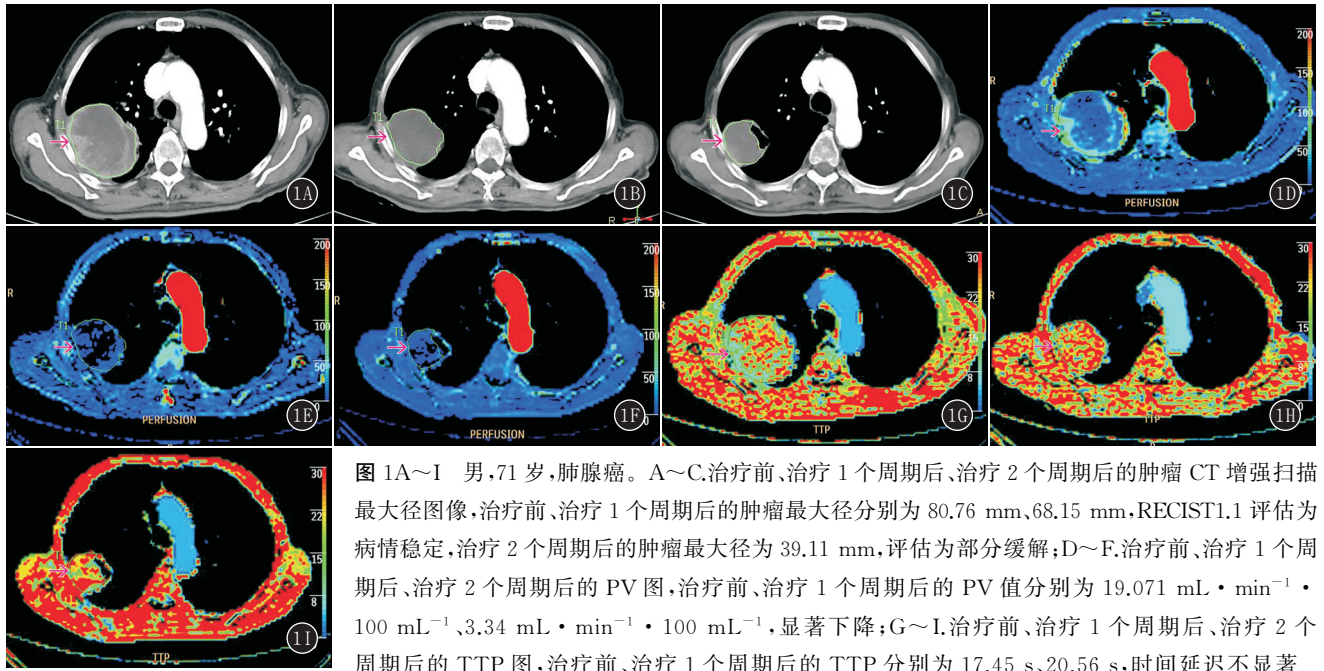 T1
1A
T1
1B
R
1C
A
R
T1
200
150
100
50
0
PERFUSION
1D
R
T1
200
150
100
50
0
PERFUSION
1E
R
T1
200
150
100
50
0
PERFUSION
1F
R
30
22
15
8
TTP
1G
R
30
22
15
8
0
TTP
1H
R
30
22
15
8
TTP
1I
图 1A～I 男,71 岁,肺腺癌。A～C.治疗前、治疗 1 个周期后、治疗 2 个周期后的肿瘤 CT 增强扫描
最大径图像,治疗前、治疗 1 个周期后的肿瘤最大径分别为 80.76 mm、68.15 mm,RECIST1.1 评估为
病情稳定,治疗 2 个周期后的肿瘤最大径为 39.11 mm,评估为部分缓解;D～F.治疗前、治疗 1 个周
期后、治疗 2 个周期后的 PV 图,治疗前、治疗 1 个周期后的 PV 值分别为 19.071 mL・min⁻¹・
100 mL⁻¹、3.34 mL・min⁻¹・100 mL⁻¹,显著下降;G～I.治疗前、治疗 1 个周期后、治疗 2 个
周期后的 TTP 图,治疗前、治疗 1 个周期后的 TTP 分别为 17.45 s、20.56 s,时间延迟不显著